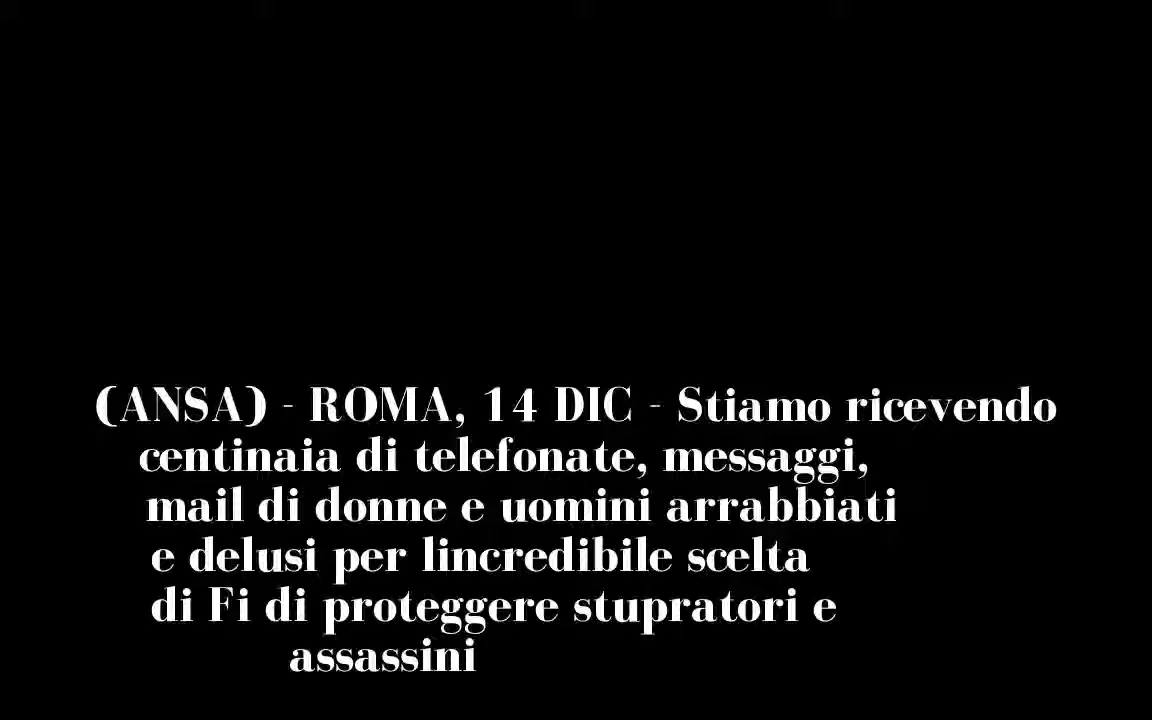 (ANSA) - ROMA, 14 DIC - Stiamo ricevendo
centinaia di telefonate, messaggi,
mail di donne e uomini arrabbiati
e delusi per lincredibile scelta
di Fi di proteggere stupratori e
assassini